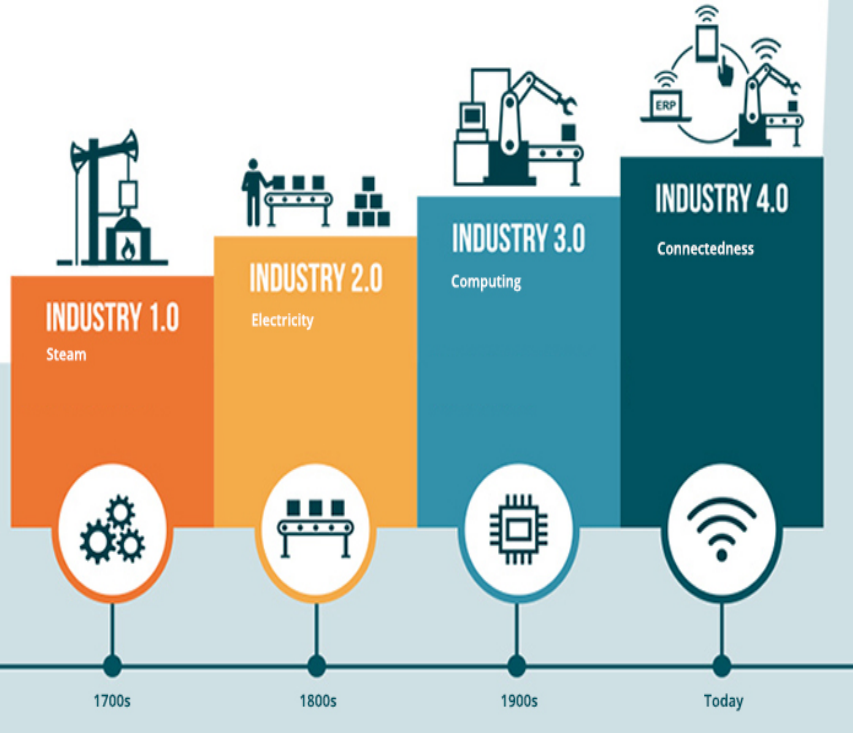 ERP
INDUSTRY 1.0
Steam
INDUSTRY 2.0
Electricity
INDUSTRY 3.0
Computing
INDUSTRY 4.0
Connectedness
1700s
1800s
1900s
Today